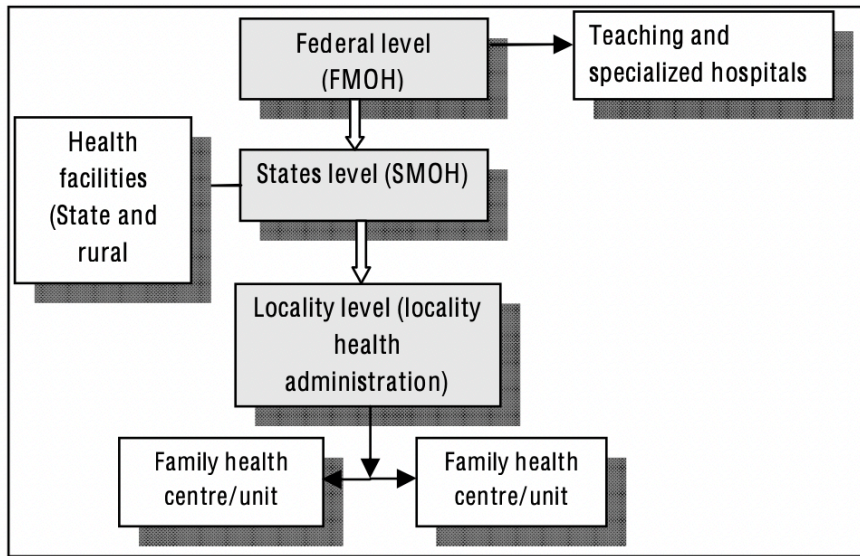 Federal level
(FMOH)
Teaching and
specialized hospitals
Health
facilities
(State and
rural
States level (SMOH)
Locality level (locality
health
administration)
Family health
centre/unit
Family health
centre/unit